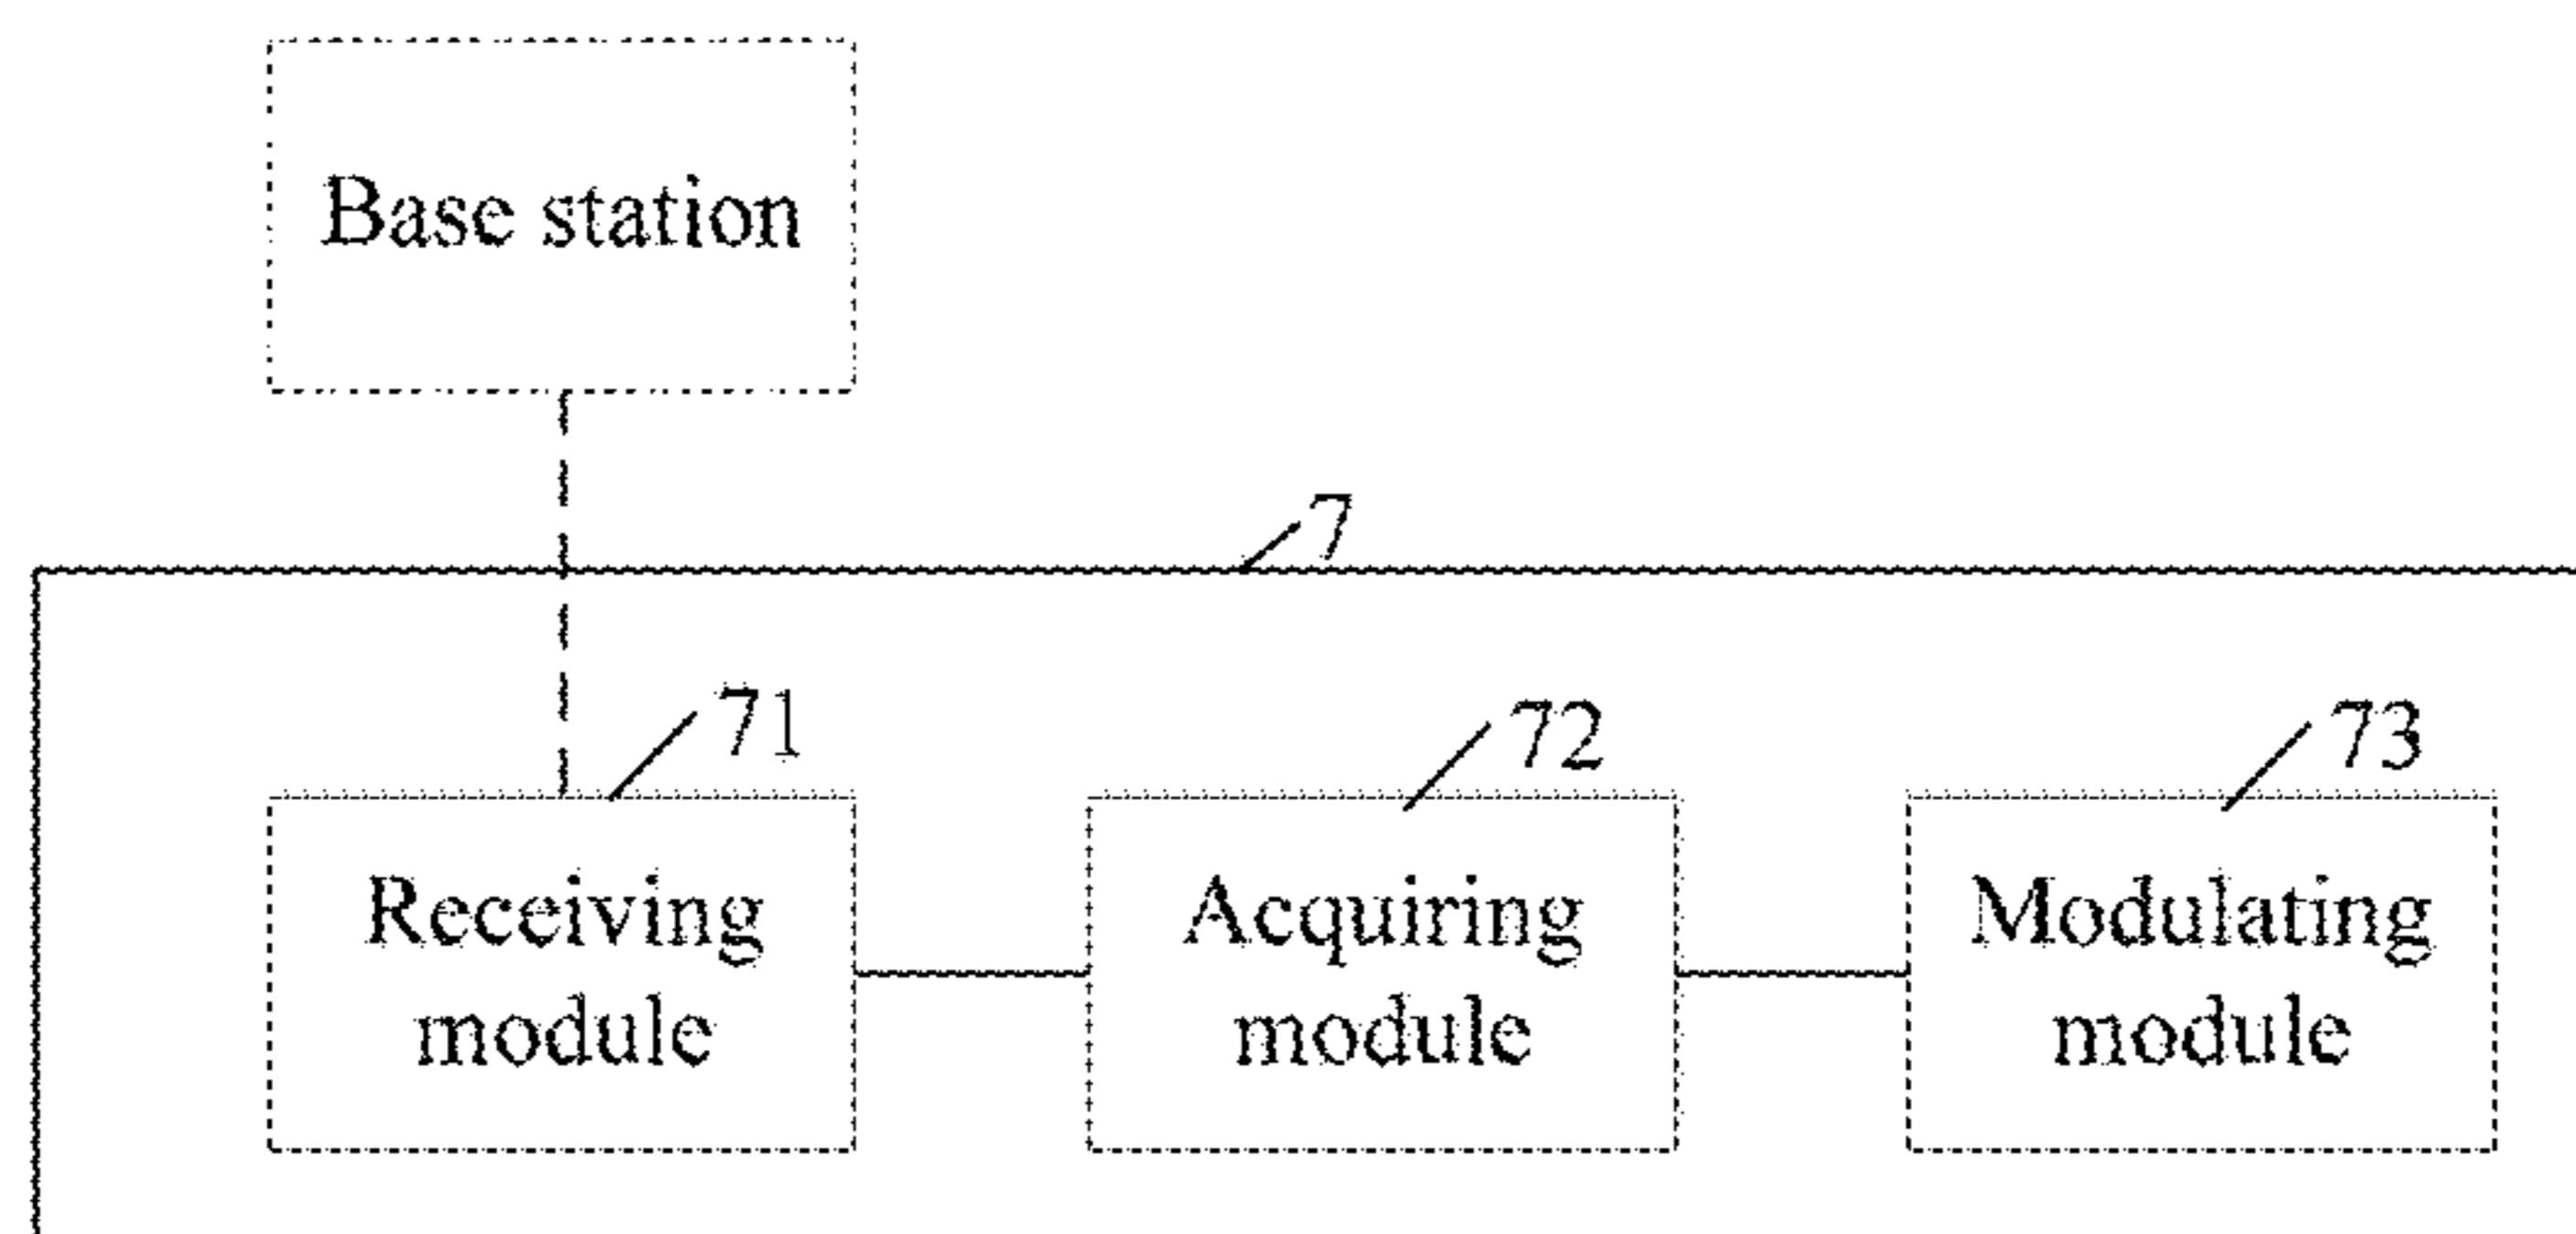 Base station
7
71
72
73
Receiving
module
Acquiring
module
Modulating
module